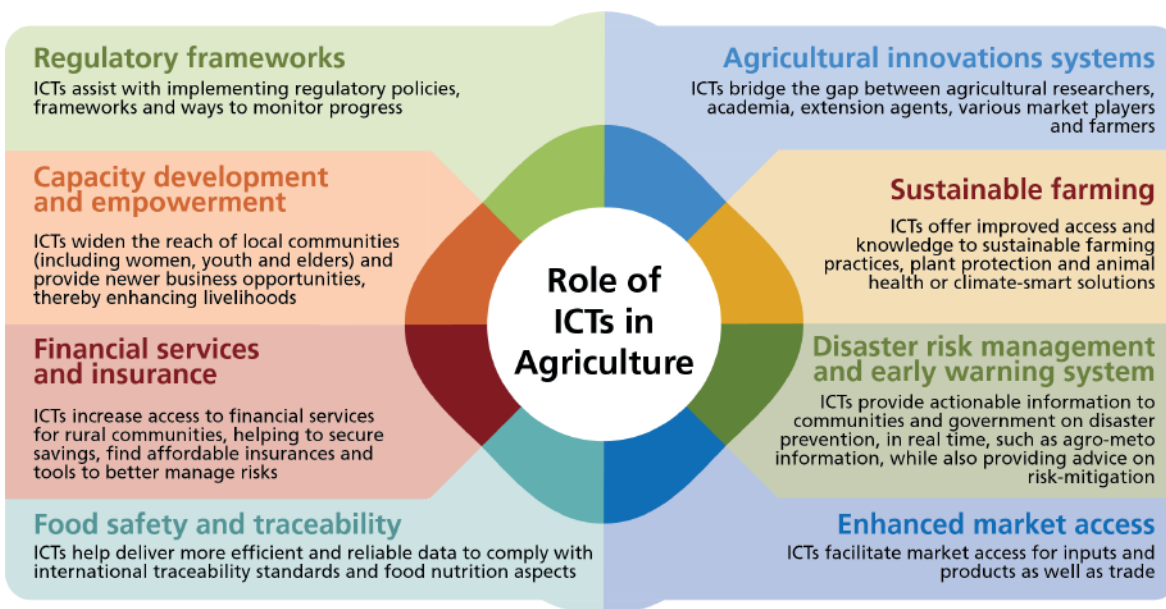 Regulatory frameworks
ICTs assist with implementing regulatory policies,
frameworks and ways to monitor progress
Capacity development
and empowerment
ICTs widen the reach of local communities
(including women, youth and elders) and
provide newer business opportunities,
thereby enhancing livelihoods
Financial services
and insurance
ICTs increase access to financial services
for rural communities, helping to secure
savings, find affordable insurances and
tools to better manage risks
Food safety and traceability
ICTs help deliver more efficient and reliable data to comply with
international traceability standards and food nutrition aspects
Role of
ICTs in
Agriculture
Agricultural innovations systems
ICTs bridge the gap between agricultural researchers,
academia, extension agents, various market players
and farmers
Sustainable farming
ICTs offer improved access and
knowledge to sustainable farming
practices, plant protection and animal
health or climate-smart solutions
Disaster risk management
and early warning system
ICTs provide actionable information to
communities and government on disaster
prevention, in real time, such as agro-meto
information, while also providing advice on
risk-mitigation
Enhanced market access
ICTs facilitate market access for inputs and
products as well as trade